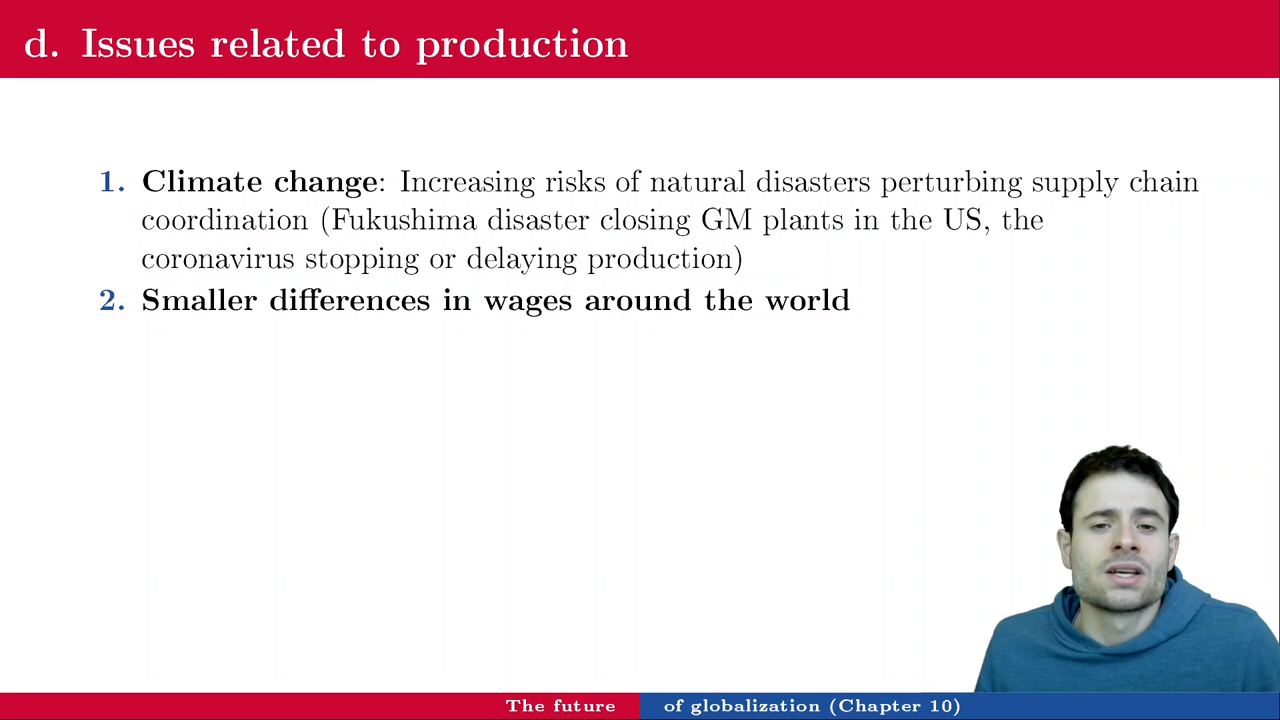 d. Issues related to production
1. Climate change: Increasing risks of natural disasters perturbing supply chain
coordination (Fukushima disaster closing GM plants in the US, the
coronavirus stopping or delaying production)
2. Smaller differences in wages around the world
The future of globalization (Chapter 10)